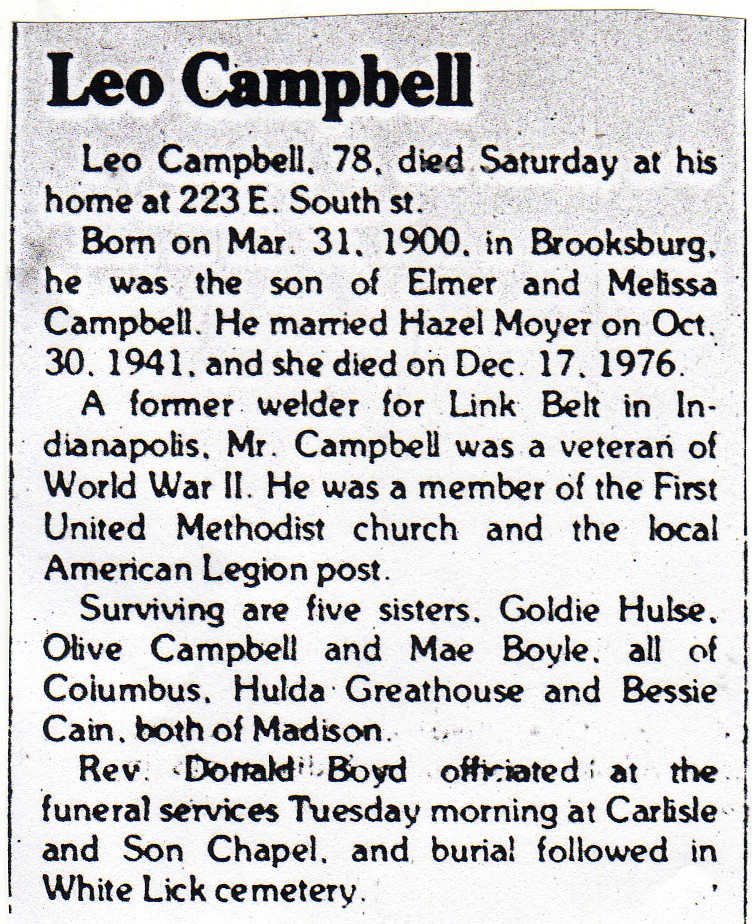 Leo Campbell
Leo Campbell, 78, died Saturday at his
home at 223 E. South st.
Born on Mar. 31, 1900, in Brooksburg,
he was the son of Elmer and Melissa
Campbell. He married Hazel Moyer on Oct.
30, 1941, and she died on Dec. 17, 1976.
A former welder for Link Belt in In-
dianapolis, Mr. Campbell was a veteran of
World War II. He was a member of the First
United Methodist church and the local
American Legion post.
Surviving are five sisters, Goldie Hulse,
Olive Campbell and Mae Boyle, all of
Columbus, Hulda Greathouse and Bessie
Cain, both of Madison.
Rev. Donald Boyd officiated at the
funeral services Tuesday morning at Carlisle
and Son Chapel, and burial followed in
White Lick cemetery.